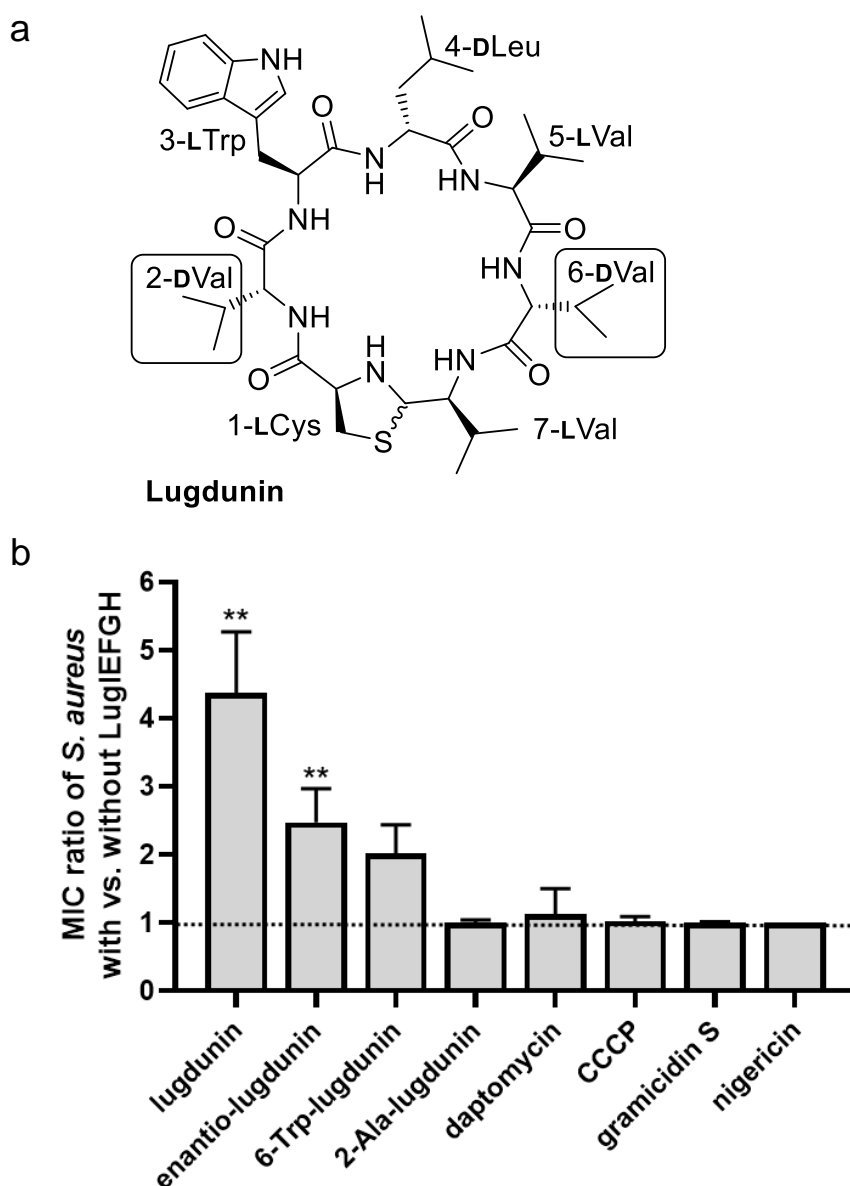 a
NH
4-DLeu
O
O
3-LTrp
5-LVal
N
H
HN
NH
O
O
2-DVal
HN
6-DVal
NH
H
N
HN
O
O
1-LCys
S
7-LVal
Lugdunin
b
MIC ratio of S. aureus
with vs. without LugIEFGH
6
5
4
3
2
1
0
**
**
lugdunin
enantio-lugdunin
6-Trp-lugdunin
2-Ala-lugdunin
daptomycin
CCCP
gramicidin S
nigericin